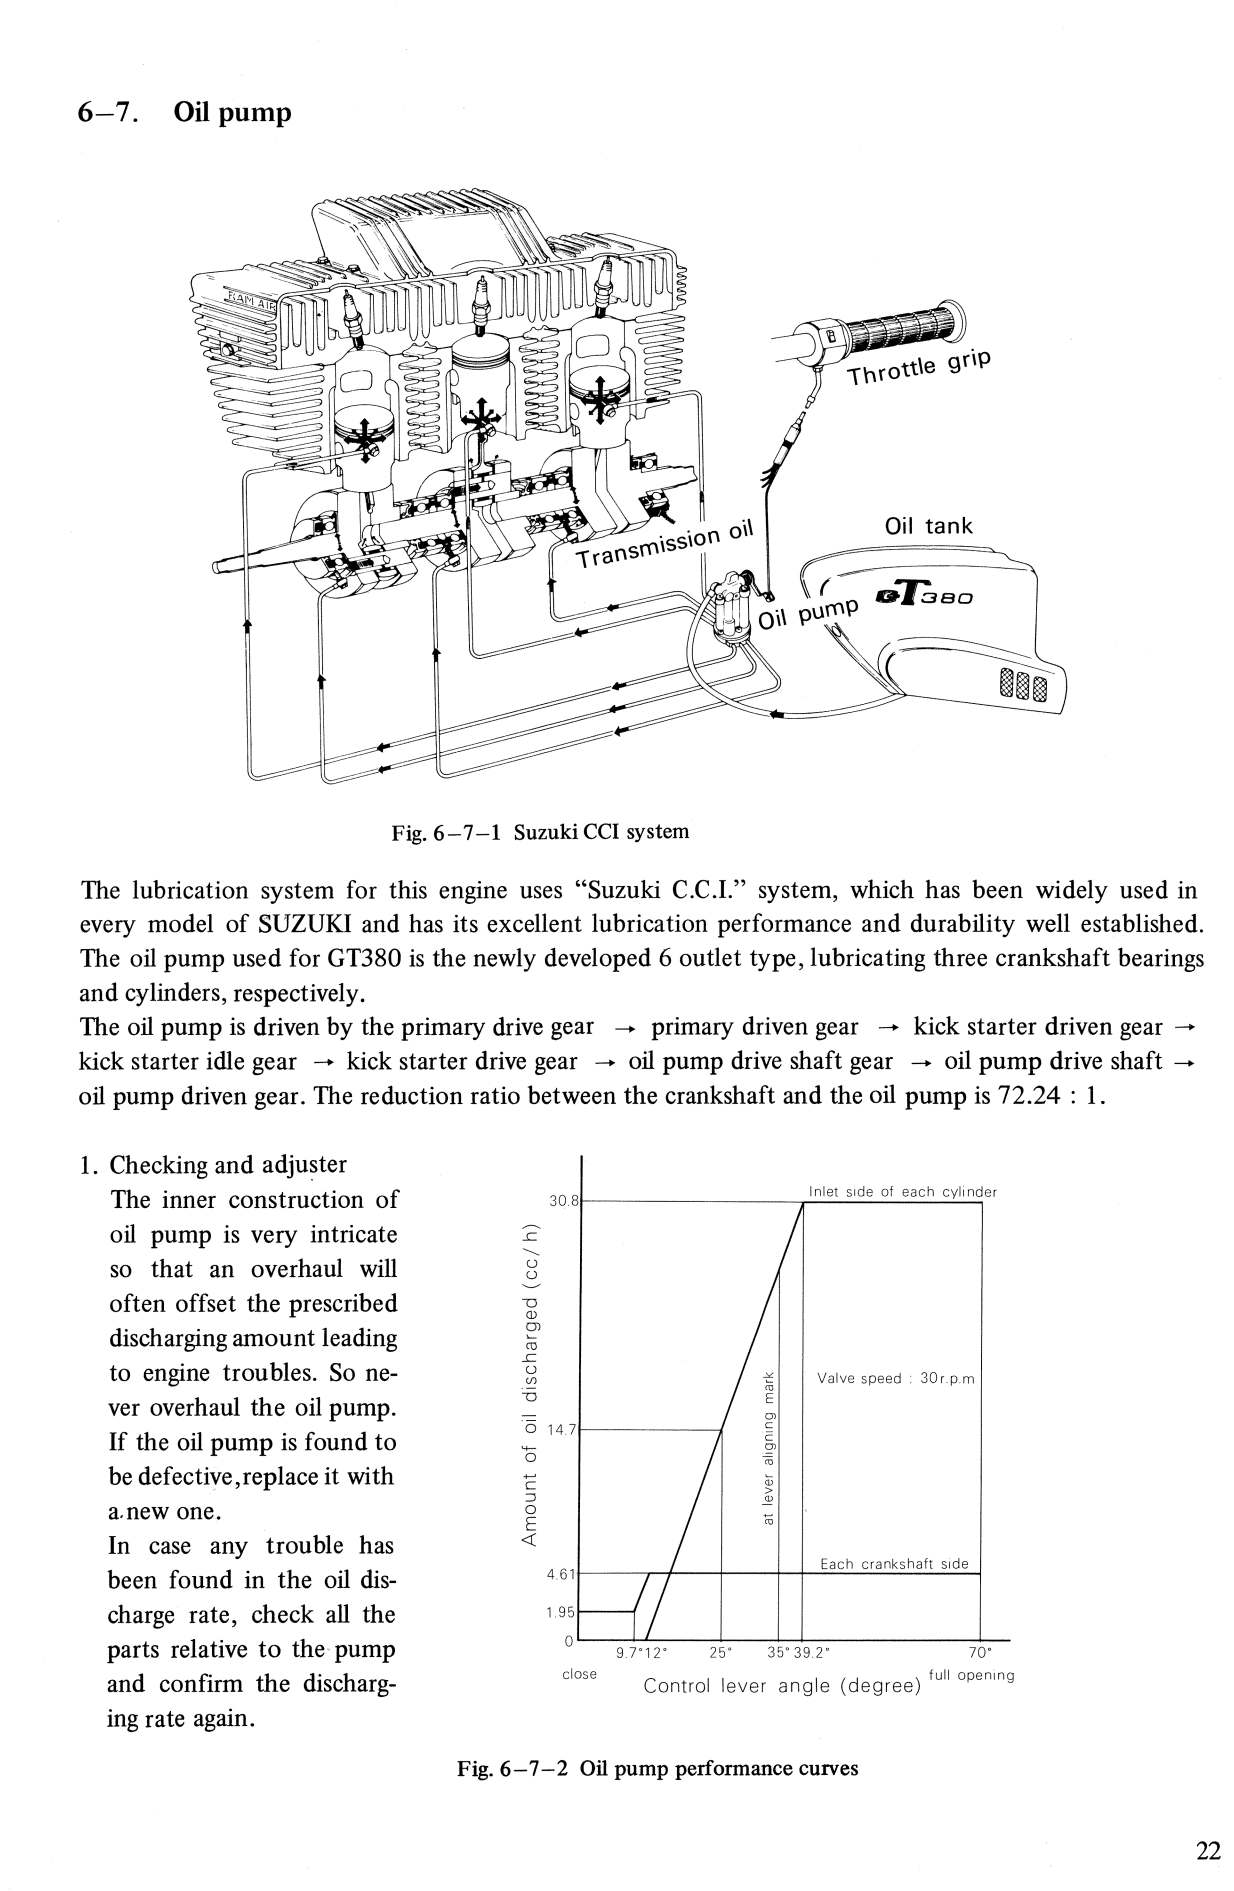 6–7. Oil pump
RAM AIR
Throttle grip
Transmission oil
Oil tank
GT380
Oil pump
Fig. 6–7–1 Suzuki CCI system
The lubrication system for this engine uses “Suzuki C.C.I.” system, which has been widely used in
every model of SUZUKI and has its excellent lubrication performance and durability well established.
The oil pump used for GT380 is the newly developed 6 outlet type, lubricating three crankshaft bearings
and cylinders, respectively.
The oil pump is driven by the primary drive gear → primary driven gear → kick starter driven gear →
kick starter idle gear → kick starter drive gear → oil pump drive shaft gear → oil pump drive shaft →
oil pump driven gear. The reduction ratio between the crankshaft and the oil pump is 72.24 : 1.
1. Checking and adjuster
The inner construction of
oil pump is very intricate
so that an overhaul will
often offset the prescribed
discharging amount leading
to engine troubles. So ne-
ver overhaul the oil pump.
If the oil pump is found to
be defective, replace it with
a new one.
In case any trouble has
been found in the oil dis-
charge rate, check all the
parts relative to the pump
and confirm the discharg-
ing rate again.
Amount of oil discharged (cc/h)
30.8
14.7
4.61
1.95
0
Inlet side of each cylinder
Valve speed : 30r.p.m
at lever aligning mark
Each crankshaft side
9.7° 12° 25° 35° 39.2° 70°
close
Control lever angle (degree)
full opening
Fig. 6–7–2 Oil pump performance curves
22